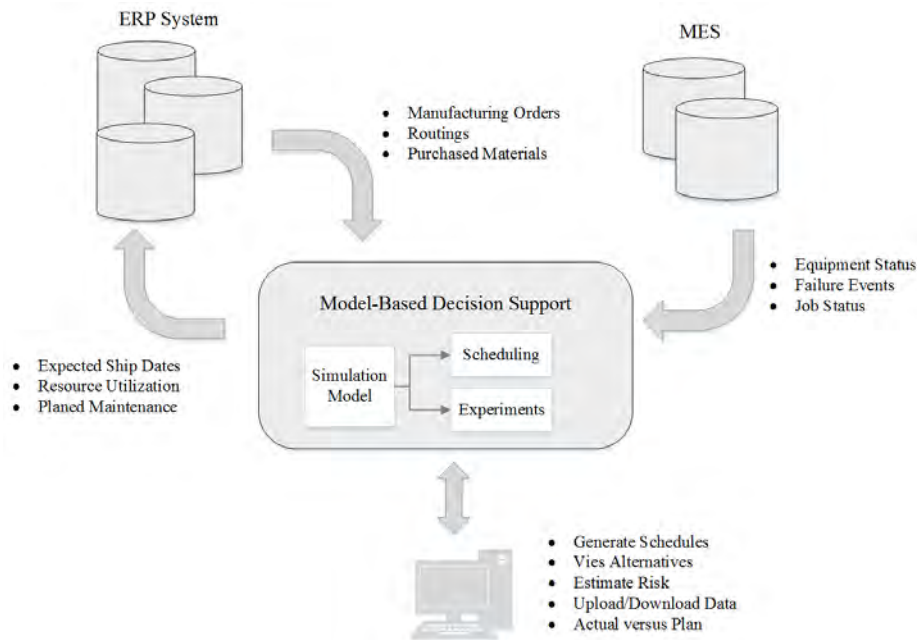 ERP System
MES
• Manufacturing Orders
• Routings
• Purchased Materials
• Equipment Status
• Failure Events
• Job Status
Model-Based Decision Support
Simulation
Model
Scheduling
Experiments
• Expected Ship Dates
• Resource Utilization
• Planed Maintenance
• Generate Schedules
• Vies Alternatives
• Estimate Risk
• Upload/Download Data
• Actual versus Plan